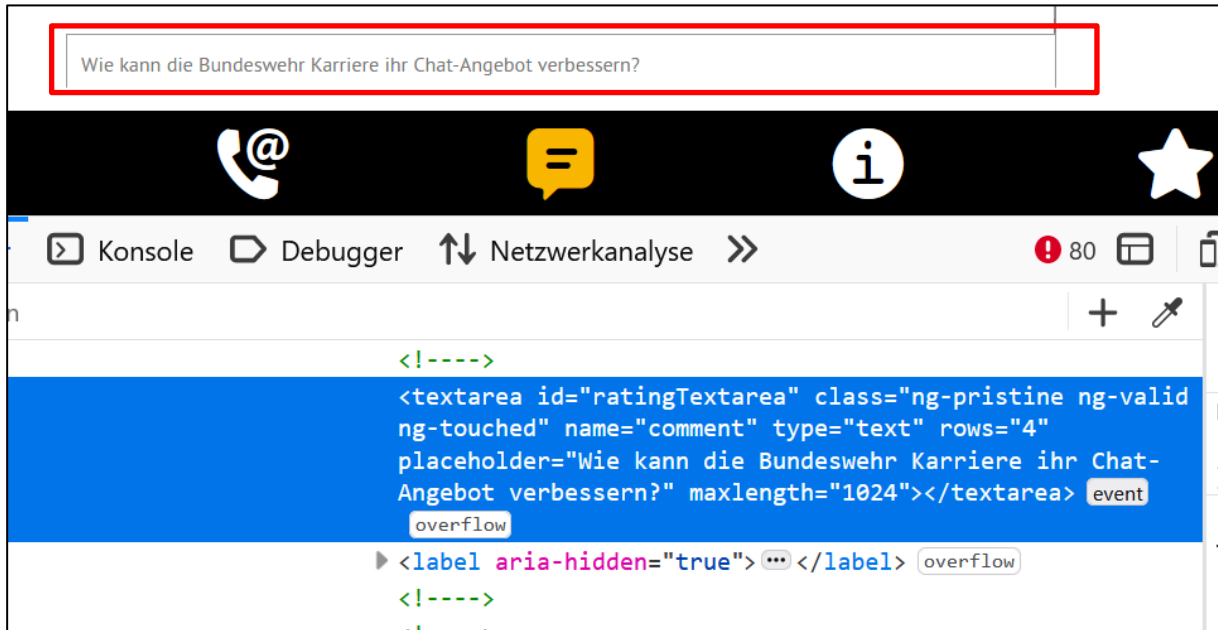 Wie kann die Bundeswehr Karriere ihr Chat-Angebot verbessern?
Konsole Debugger Netzwerkanalyse 80
n
<!---->
<textarea id="ratingTextarea" class="ng-pristine ng-valid
ng-touched" name="comment" type="text" rows="4"
placeholder="Wie kann die Bundeswehr Karriere ihr Chat-
Angebot verbessern?" maxlength="1024"></textarea> event
overflow
<label aria-hidden="true"> ··· </label> overflow
<!---->